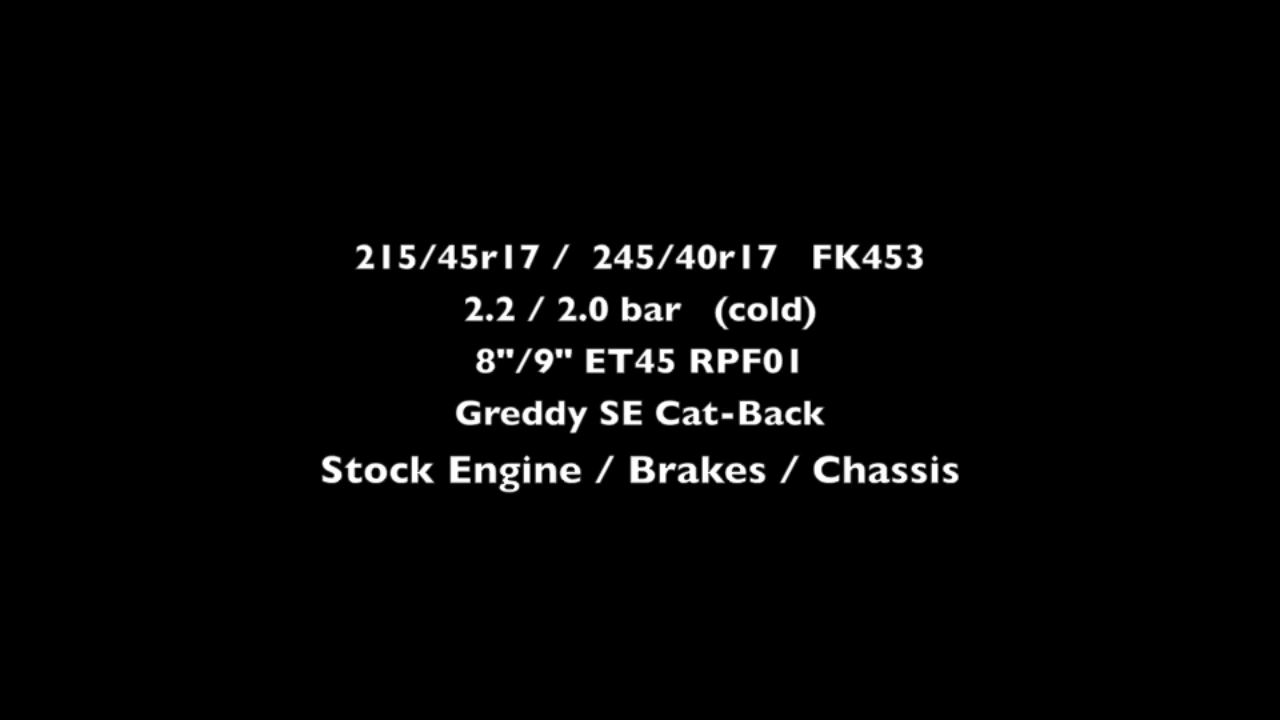 215/45r17 / 245/40r17 FK453
2.2 / 2.0 bar (cold)
8"/9" ET45 RPF01
Greddy SE Cat-Back
Stock Engine / Brakes / Chassis